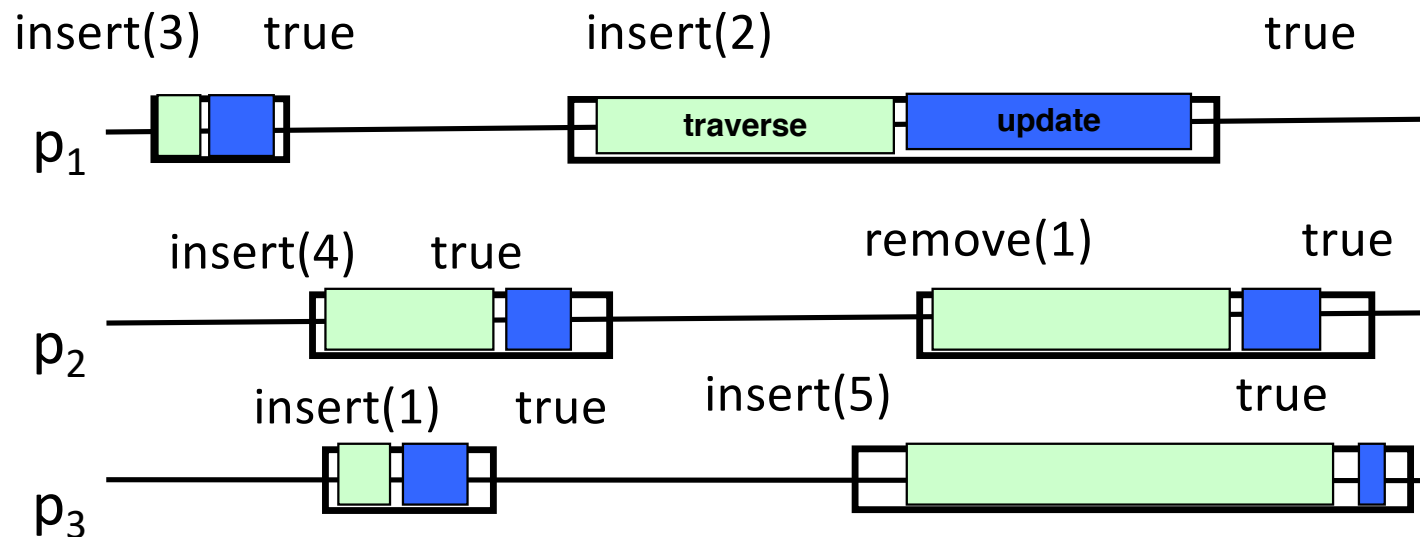 insert(3) true insert(2) true
p1 traverse update
insert(4) true remove(1) true
p2
insert(1) true insert(5) true
p3